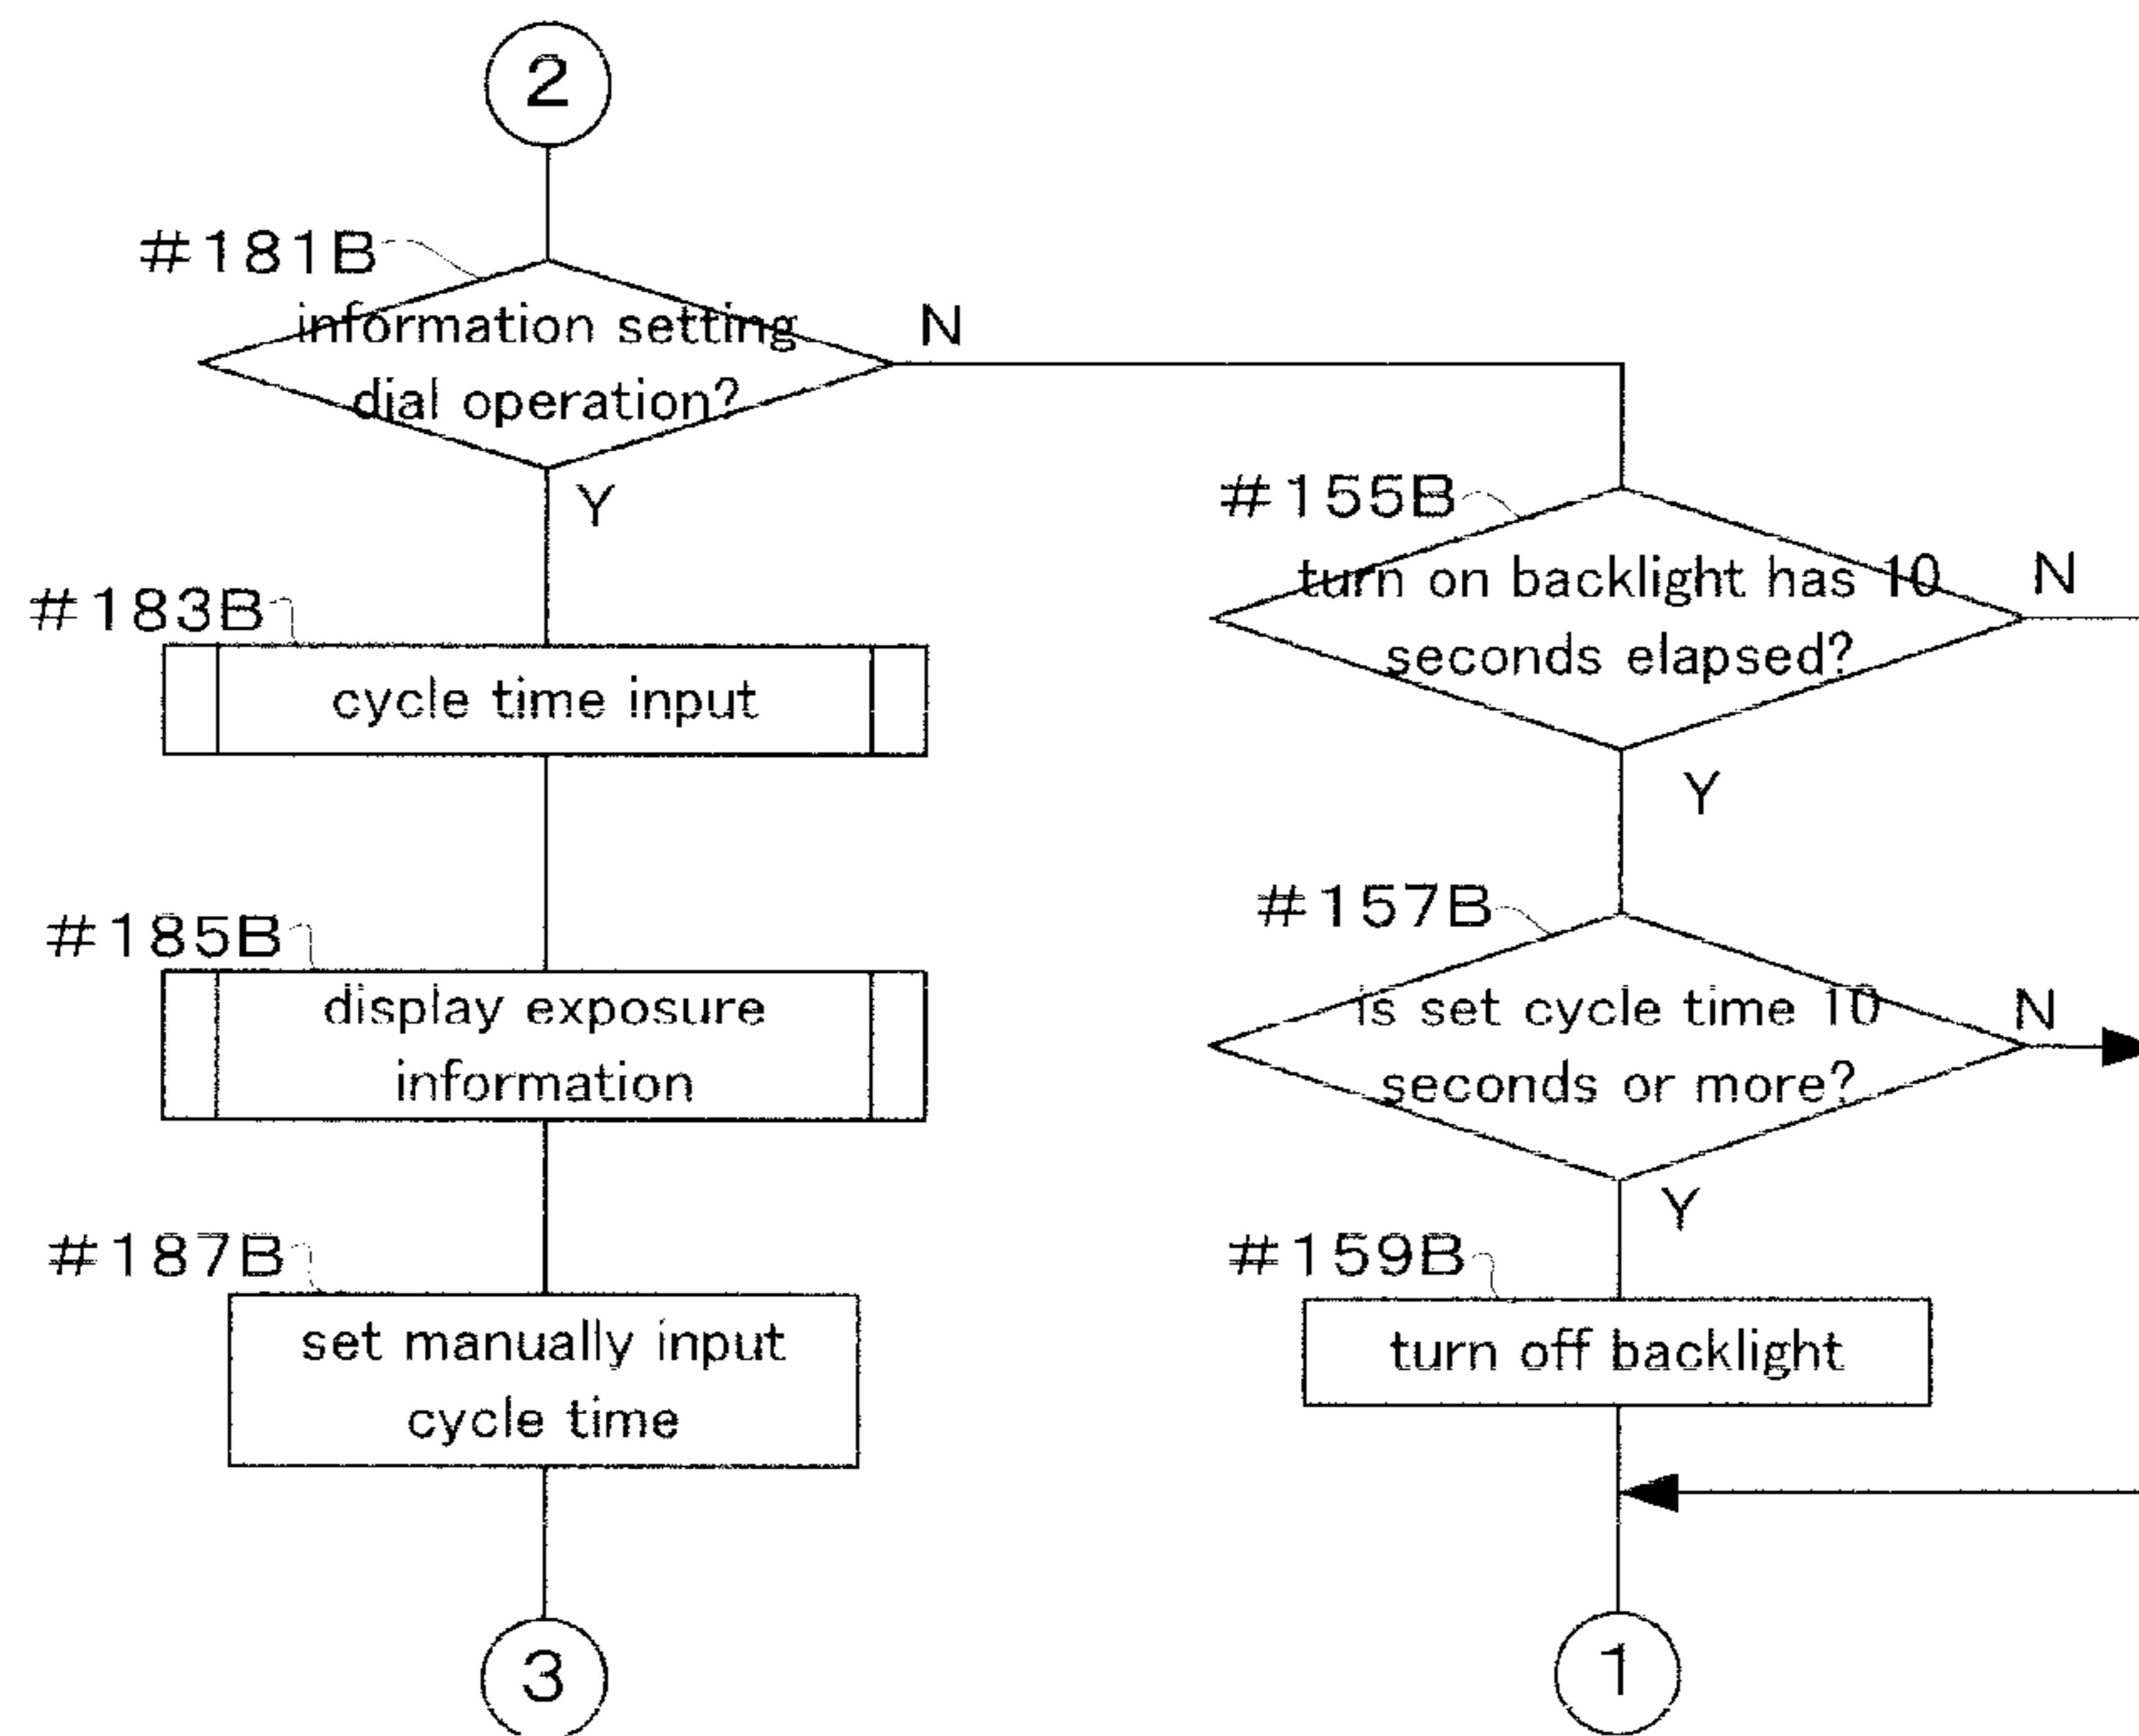 2
#181B
information setting
dial operation?
N
Y
#183B
cycle time input
#185B
display exposure
information
#187B
set manually input
cycle time
3
#155B
turn on backlight has 10
seconds elapsed?
N
Y
#157B
is set cycle time 10
seconds or more?
N
Y
#159B
turn off backlight
1